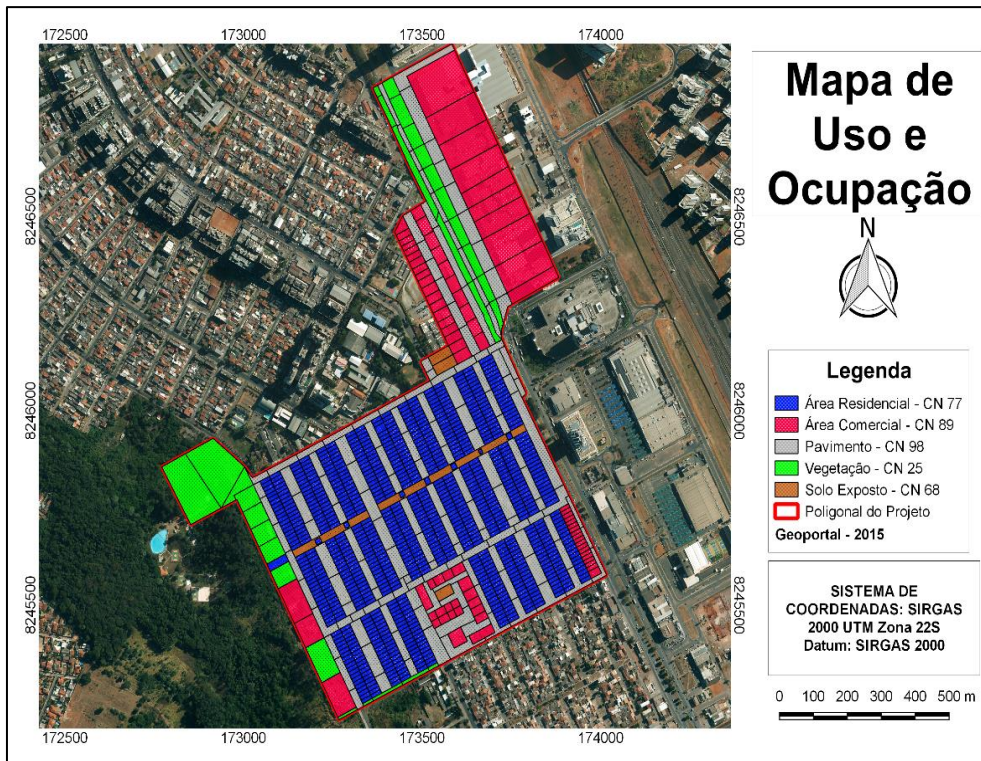 172500
173000
173500
174000
8246500
8246000
8245500
8246500
8246000
8245500
172500
173000
173500
174000
Mapa de
Uso e
Ocupação
N
Legenda
Área Residencial - CN 77
Área Comercial - CN 89
Pavimento - CN 98
Vegetação - CN 25
Solo Exposto - CN 68
Poligonal do Projeto
Geoportal - 2015
SISTEMA DE
COORDENADAS: SIRGAS
2000 UTM Zona 22S
Datum: SIRGAS 2000
0 100 200 300 400 500 m